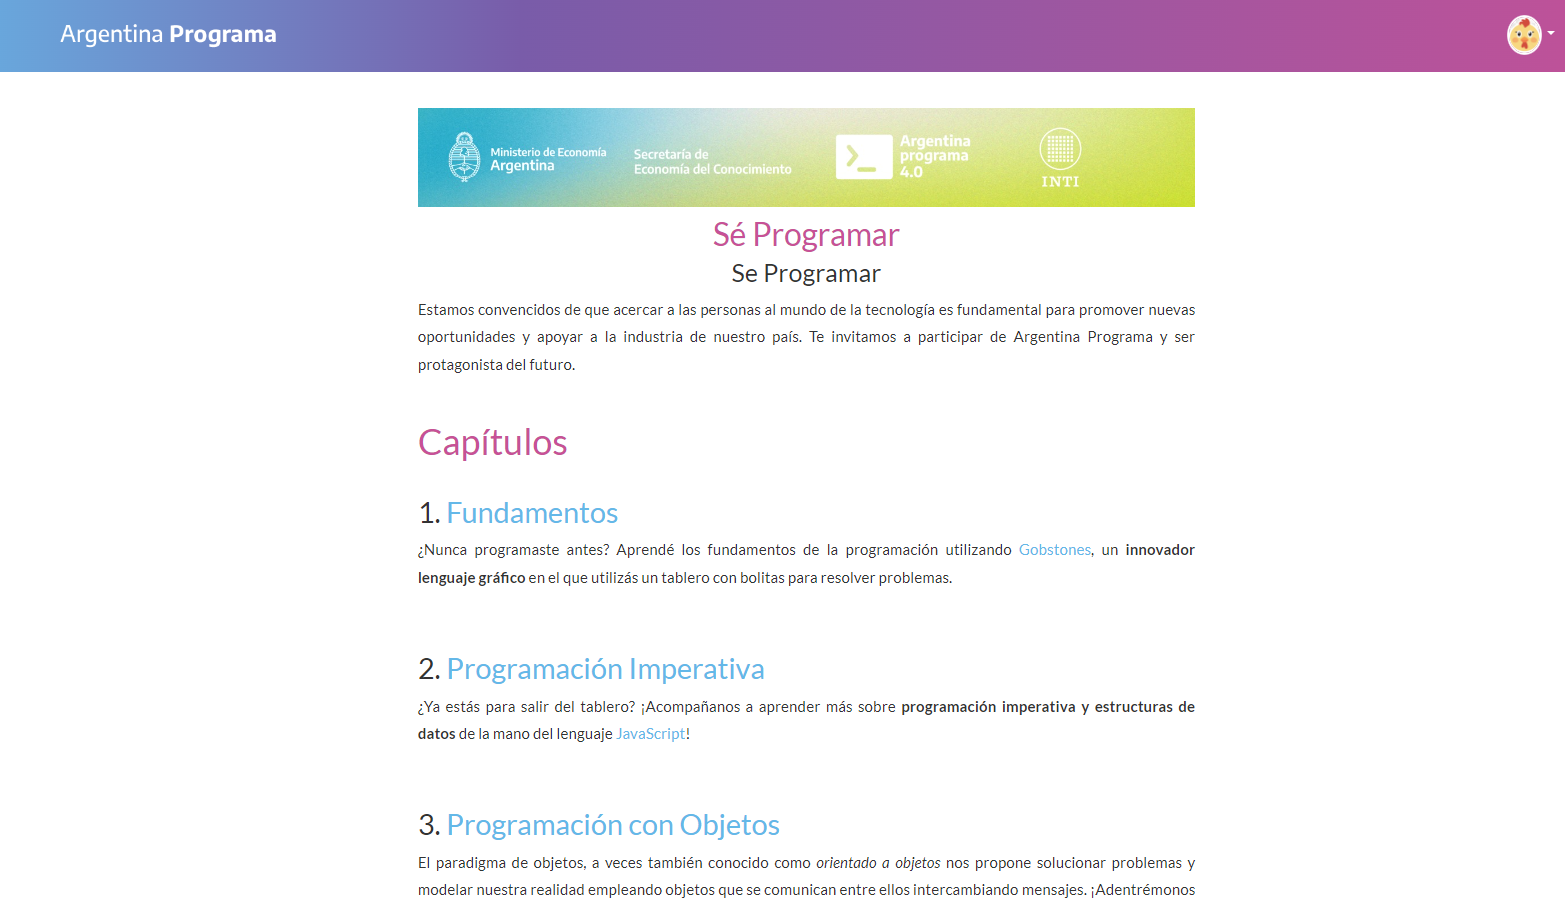 Argentina Programa
Ministerio de Economía
Argentina
Secretaría de
Economía del Conocimiento
Argentina
programa
4.0
INTI
Sé Programar
Se Programar
Estamos convencidos de que acercar a las personas al mundo de la tecnología es fundamental para promover nuevas
oportunidades y apoyar a la industria de nuestro país. Te invitamos a participar de Argentina Programa y ser
protagonista del futuro.
Capítulos
1. Fundamentos
¿Nunca programaste antes? Aprendé los fundamentos de la programación utilizando Gobstones, un innovador
lenguaje gráfico en el que utilizás un tablero con bolitas para resolver problemas.
2. Programación Imperativa
¿Ya estás para salir del tablero? ¡Acompañanos a aprender más sobre programación imperativa y estructuras de
datos de la mano del lenguaje JavaScript!
3. Programación con Objetos
El paradigma de objetos, a veces también conocido como orientado a objetos nos propone solucionar problemas y
modelar nuestra realidad empleando objetos que se comunican entre ellos intercambiando mensajes. ¡Adentrémonos